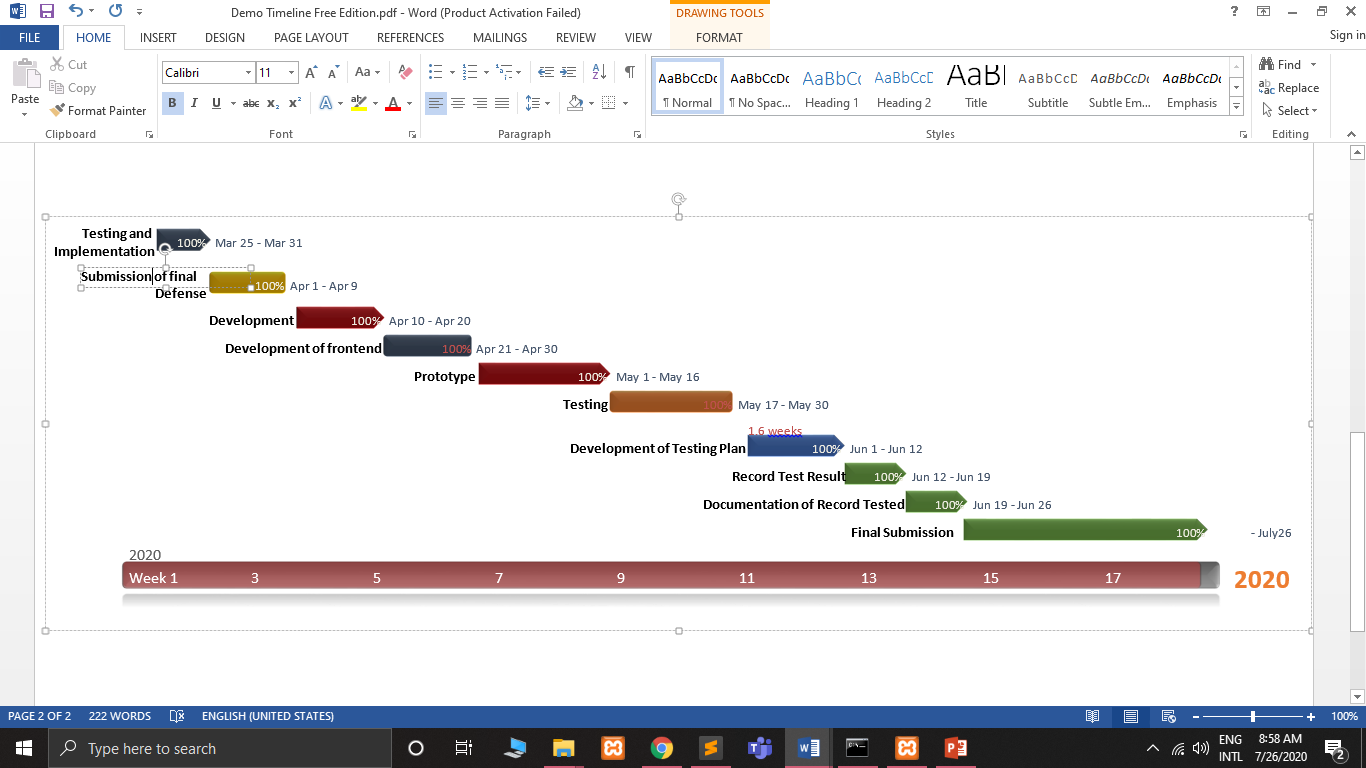 Demo Timeline Free Edition.pdf - Word (Product Activation Failed)
DRAWING TOOLS
?
FILE
HOME
INSERT
DESIGN
PAGE LAYOUT
REFERENCES
MAILINGS
REVIEW
VIEW
FORMAT
Sign in
Paste
Cut
Copy
Format Painter
Clipboard
Calibri
11
Aa
B I U abc x₂ x²
Font
Paragraph
AaBbCcDc
¶ Normal
AaBbCcDc
¶ No Spac...
AaBbCc
Heading 1
AaBbCcD
Heading 2
AaBl
Title
AaBbCcD
Subtitle
AaBbCcDc
Subtle Em...
AaBbCcDc
Emphasis
Styles
Find
Replace
Select
Editing
Testing and
Implementation
100%
Mar 25 - Mar 31
Submission of final
Defense
100%
Apr 1 - Apr 9
Development
100%
Apr 10 - Apr 20
Development of frontend
100%
Apr 21 - Apr 30
Prototype
100%
May 1 - May 16
Testing
100%
May 17 - May 30
1.6 weeks
Development of Testing Plan
100%
Jun 1 - Jun 12
Record Test Result
100%
Jun 12 - Jun 19
Documentation of Record Tested
100%
Jun 19 - Jun 26
Final Submission
100%
- July26
2020
Week 1 3 5 7 9 11 13 15 17
2020
PAGE 2 OF 2
222 WORDS
ENGLISH (UNITED STATES)
100%
Type here to search
ENG
INTL
8:58 AM
7/26/2020
2